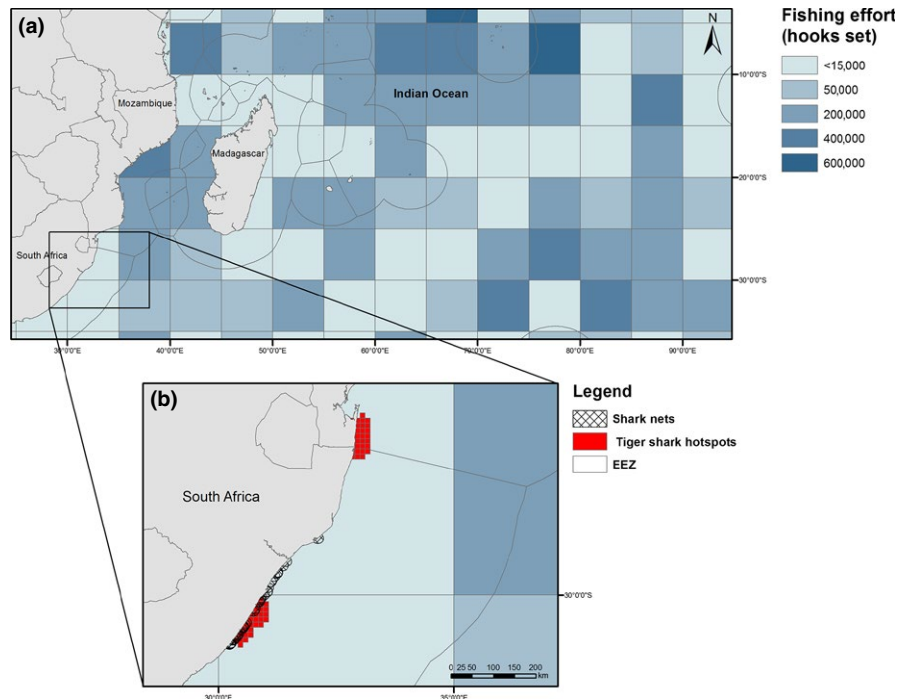 (a)
N
Fishing effort
(hooks set)
<15,000
50,000
200,000
400,000
600,000
Mozambique
Indian Ocean
Madagascar
South Africa
10°0'0"S
20°0'0"S
30°0'0"S
30°0'0"E
40°0'0"E
50°0'0"E
60°0'0"E
70°0'0"E
80°0'0"E
90°0'0"E
(b)
Legend
Shark nets
Tiger shark hotspots
EEZ
South Africa
30°0'0"S
0 25 50 100 150 200
km
30°0'0"E
35°0'0"E